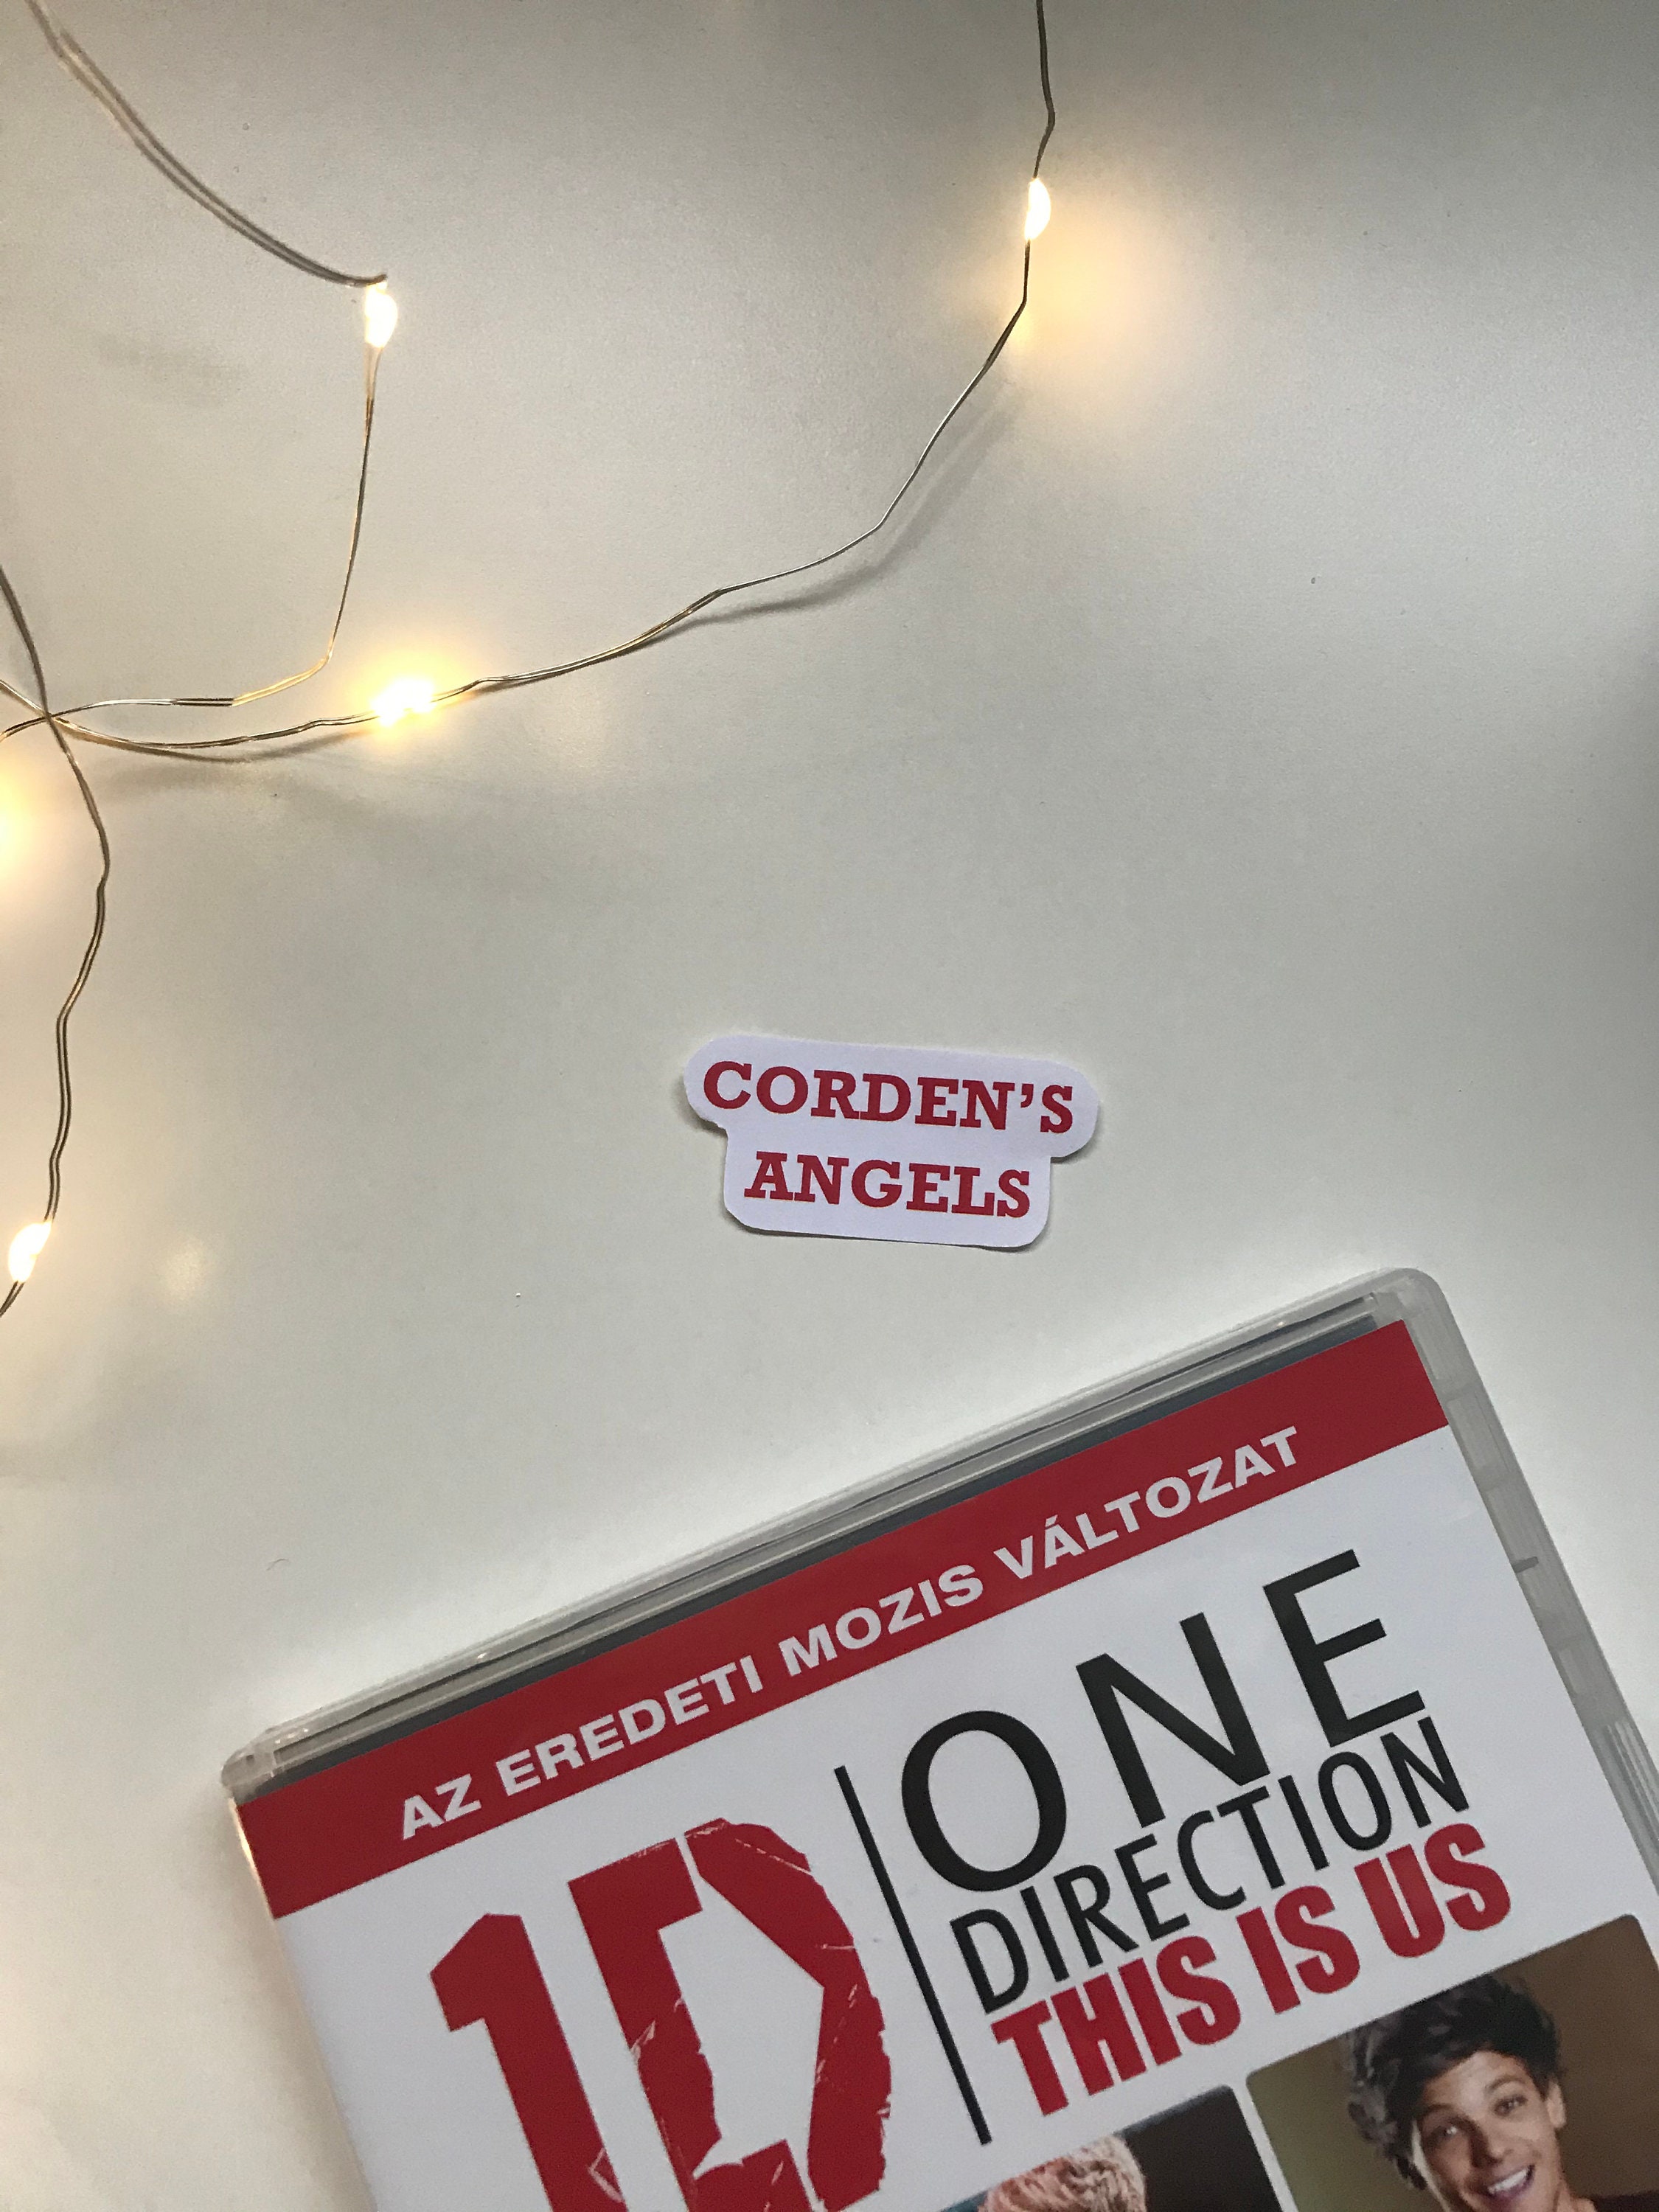 CORDEN'S
ANGELS
AZ EREDETI MOZIS VÁLTOZAT
1D
ONE
DIRECTION
THIS IS US